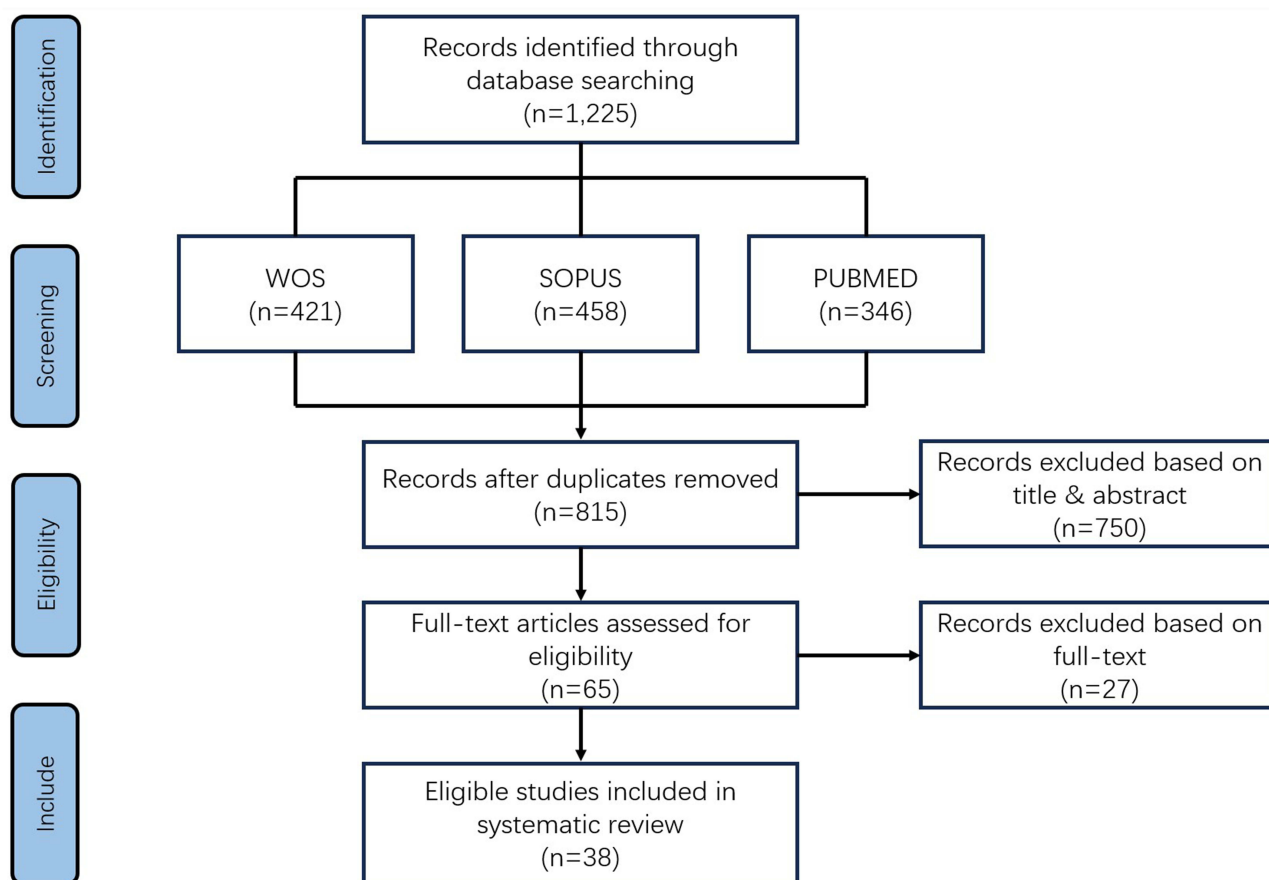 Identification
Records identified through
database searching
(n=1,225)
Screening
WOS
(n=421)
SOPUS
(n=458)
PUBMED
(n=346)
Eligibility
Records after duplicates removed
(n=815)
Records excluded based on
title & abstract
(n=750)
Full-text articles assessed for
eligibility
(n=65)
Records excluded based on
full-text
(n=27)
Include
Eligible studies included in
systematic review
(n=38)